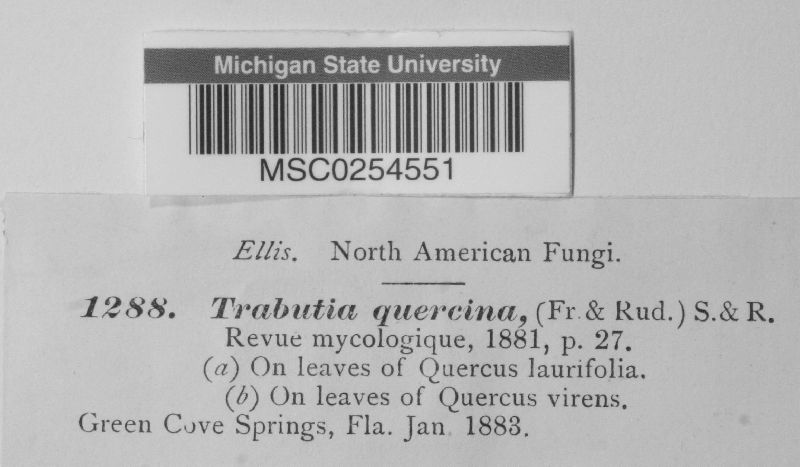 Michigan State University
MSC0254551
Ellis. North American Fungi.
1288. Trabutia quercina, (Fr. & Rud.) S. & R.
Revue mycologique, 1881, p. 27.
(a) On leaves of Quercus laurifolia.
(b) On leaves of Quercus virens.
Green Cove Springs, Fla. Jan. 1883.